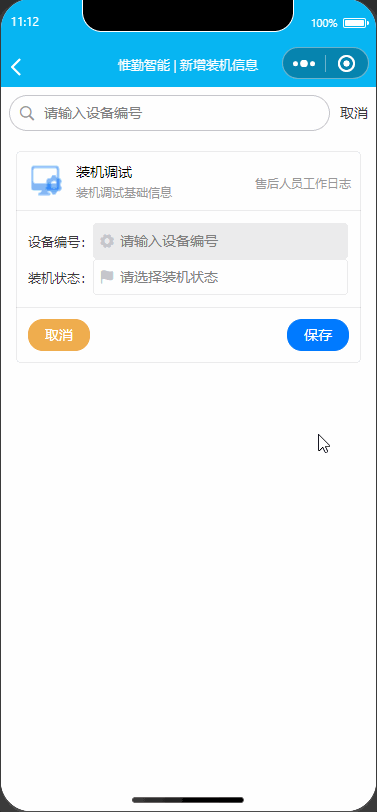 11:12
100%
惟勤智能 | 新增装机信息
请输入设备编号
取消
装机调试
装机调试基础信息
售后人员工作日志
设备编号：
请输入设备编号
装机状态：
请选择装机状态
取消
保存